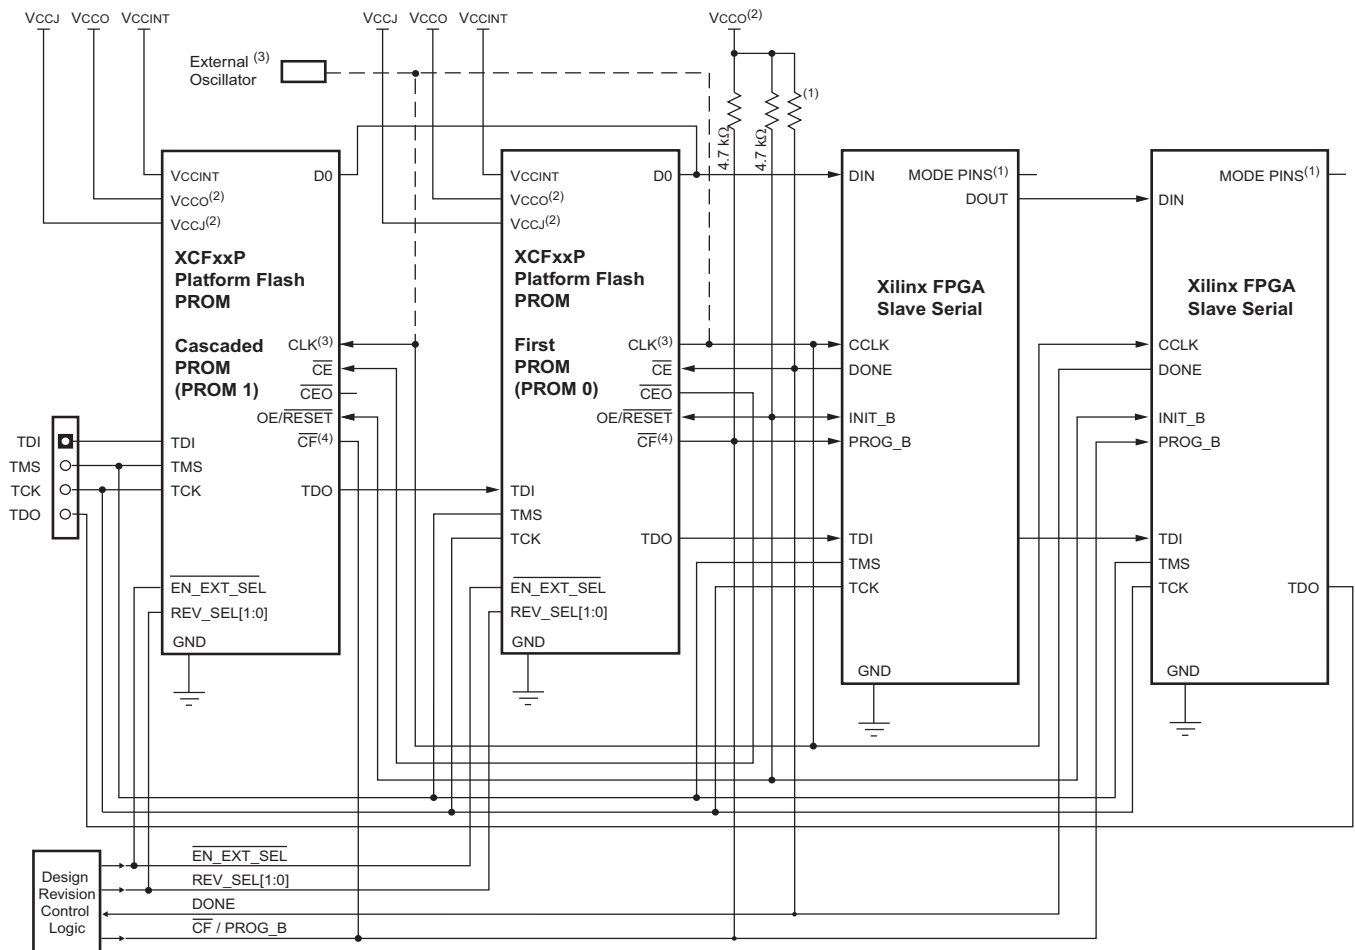 VCCJ VCCO VCCINT
VCCJ VCCO VCCINT
VCCO(2)
External (3)
Oscillator
(1)
4.7 kΩ
4.7 kΩ
VCCINT
VCCO(2)
VCCJ(2)
D0
XCFxxP
Platform Flash
PROM
Cascaded
PROM
(PROM 1)
CLK(3)
CE
CEO
OE/RESET
CF(4)
TDI
TMS
TCK
TDO
EN_EXT_SEL
REV_SEL[1:0]
GND
TDI
TMS
TCK
TDO
VCCINT
VCCO(2)
VCCJ(2)
D0
XCFxxP
Platform Flash
PROM
First
PROM
(PROM 0)
CLK(3)
CE
CEO
OE/RESET
CF(4)
TDI
TMS
TCK
TDO
EN_EXT_SEL
REV_SEL[1:0]
GND
DIN
MODE PINS(1)
DOUT
Xilinx FPGA
Slave Serial
CCLK
DONE
INIT_B
PROG_B
TDI
TMS
TCK
GND
MODE PINS(1)
DIN
Xilinx FPGA
Slave Serial
CCLK
DONE
INIT_B
PROG_B
TDI
TMS
TCK
TDO
GND
Design
Revision
Control
Logic
EN_EXT_SEL
REV_SEL[1:0]
DONE
CF / PROG_B